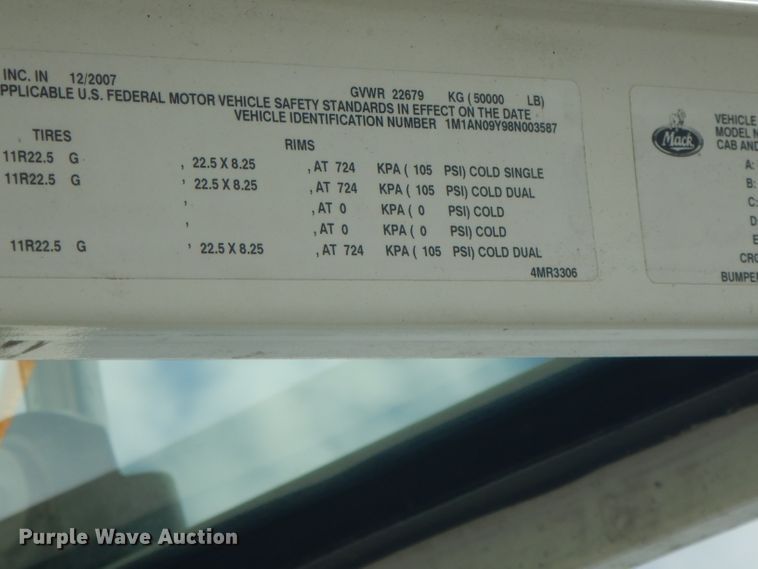 INC. IN 12/2007
GVWR 22679 KG ( 50000 LB)
PPLICABLE U.S. FEDERAL MOTOR VEHICLE SAFETY STANDARDS IN EFFECT ON THE DATE
VEHICLE IDENTIFICATION NUMBER 1M1AN09Y98N003587
TIRES RIMS
11R22.5 G , 22.5 X 8.25 , AT 724 KPA ( 105 PSI) COLD SINGLE
11R22.5 G , 22.5 X 8.25 , AT 724 KPA ( 105 PSI) COLD DUAL
, , AT 0 KPA ( 0 PSI) COLD
, , AT 0 KPA ( 0 PSI) COLD
11R22.5 G , 22.5 X 8.25 , AT 724 KPA ( 105 PSI) COLD DUAL
4MR3306
Mack
VEHICLE
MODEL N
CAB AND
A:
B:
C:
D:
E
CRO
BUMPER
Purple Wave Auction